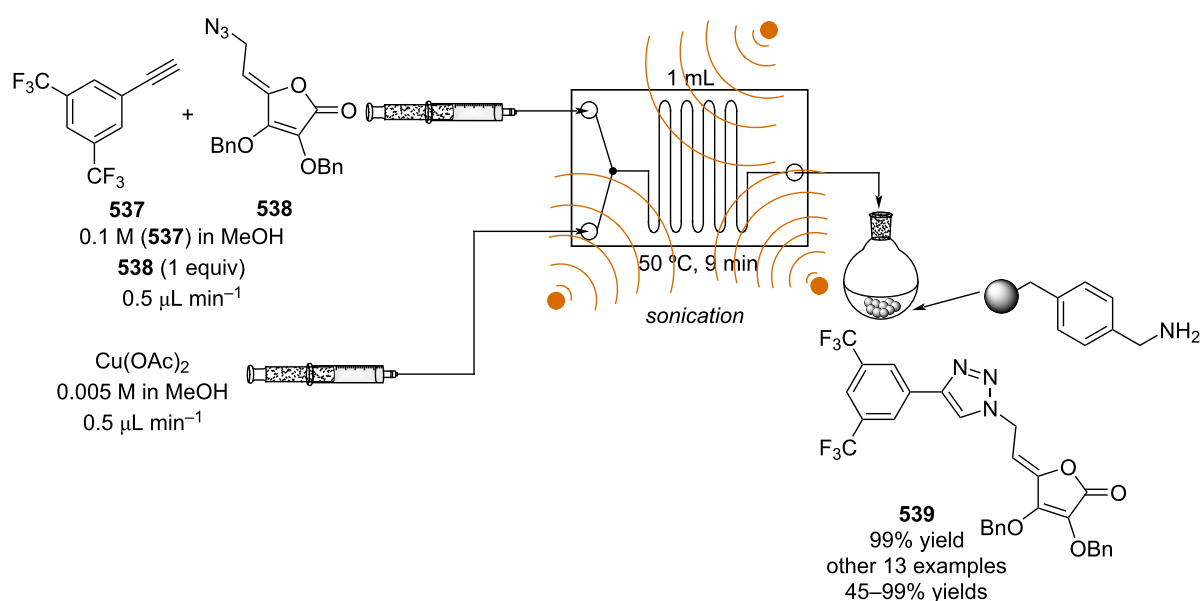 N3
F3C
CF3
+
O
O
BnO
OBn
537
538
0.1 M (537) in MeOH
538 (1 equiv)
0.5 µL min–1
Cu(OAc)2
0.005 M in MeOH
0.5 µL min–1
1 mL
50 ºC, 9 min
sonication
NH2
F3C
F3C
N
N
N
O
O
BnO
OBn
539
99% yield
other 13 examples
45–99% yields